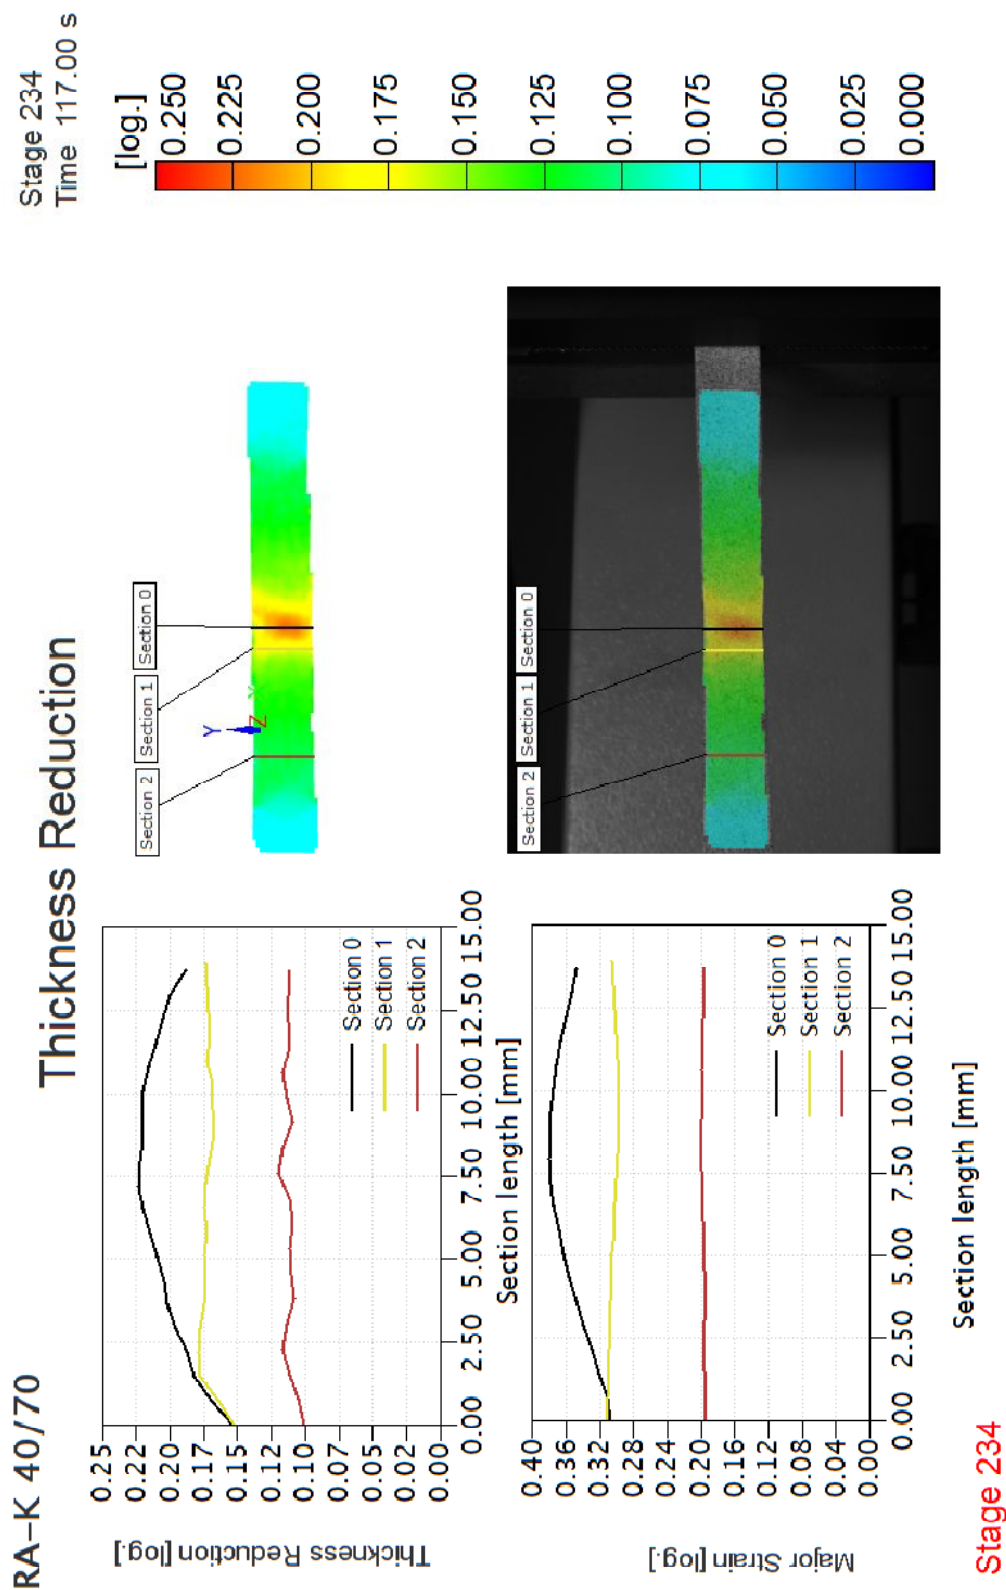 RA-K 40/70
Thickness Reduction
Stage 234
Time 117.00 s
Thickness Reduction [log.]
0.25
0.22
0.20
0.17
0.15
0.12
0.10
0.07
0.05
0.02
0.00
0.00 2.50 5.00 7.50 10.00 12.50 15.00
Section length [mm]
Section 0
Section 1
Section 2
Section 2
Section 1
Section 0
Y
Z
X
[log.]
0.250
0.225
0.200
0.175
0.150
0.125
0.100
0.075
0.050
0.025
0.000
Major Strain [log.]
0.40
0.36
0.32
0.28
0.24
0.20
0.16
0.12
0.08
0.04
0.00
0.00 2.50 5.00 7.50 10.00 12.50 15.00
Section length [mm]
Section 0
Section 1
Section 2
Section 2
Section 1
Section 0
Stage 234